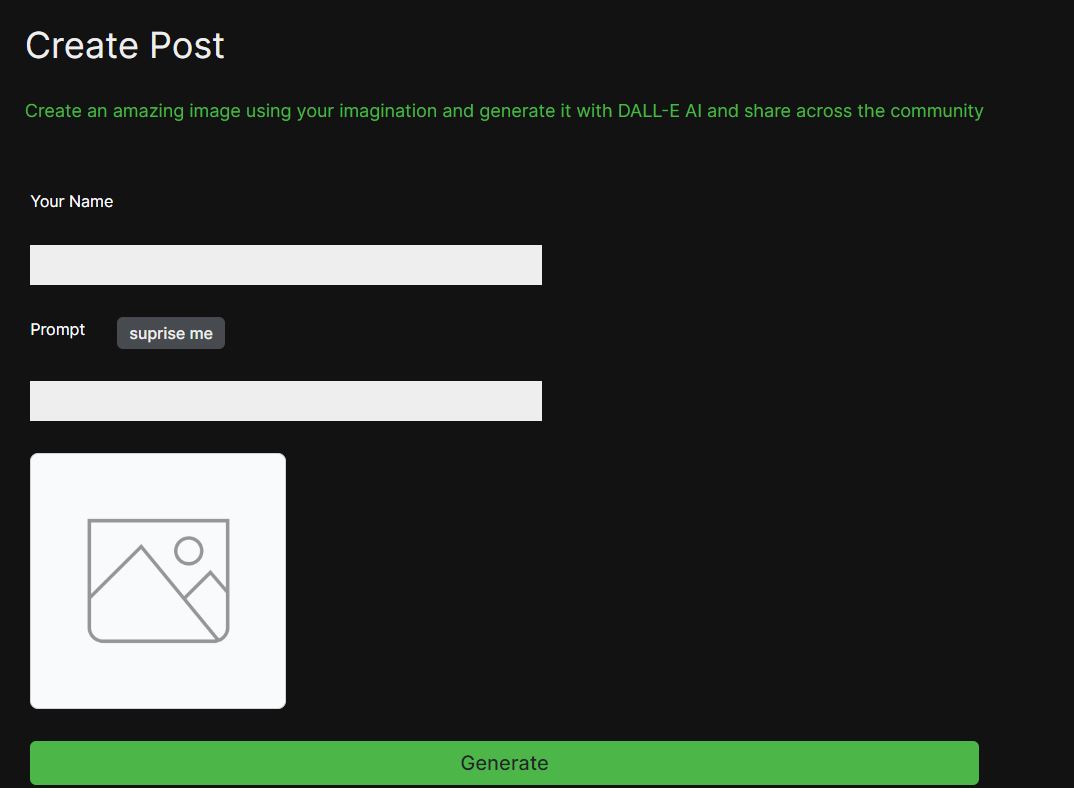 Create Post
Create an amazing image using your imagination and generate it with DALL-E AI and share across the community
Your Name
Prompt suprise me
Generate